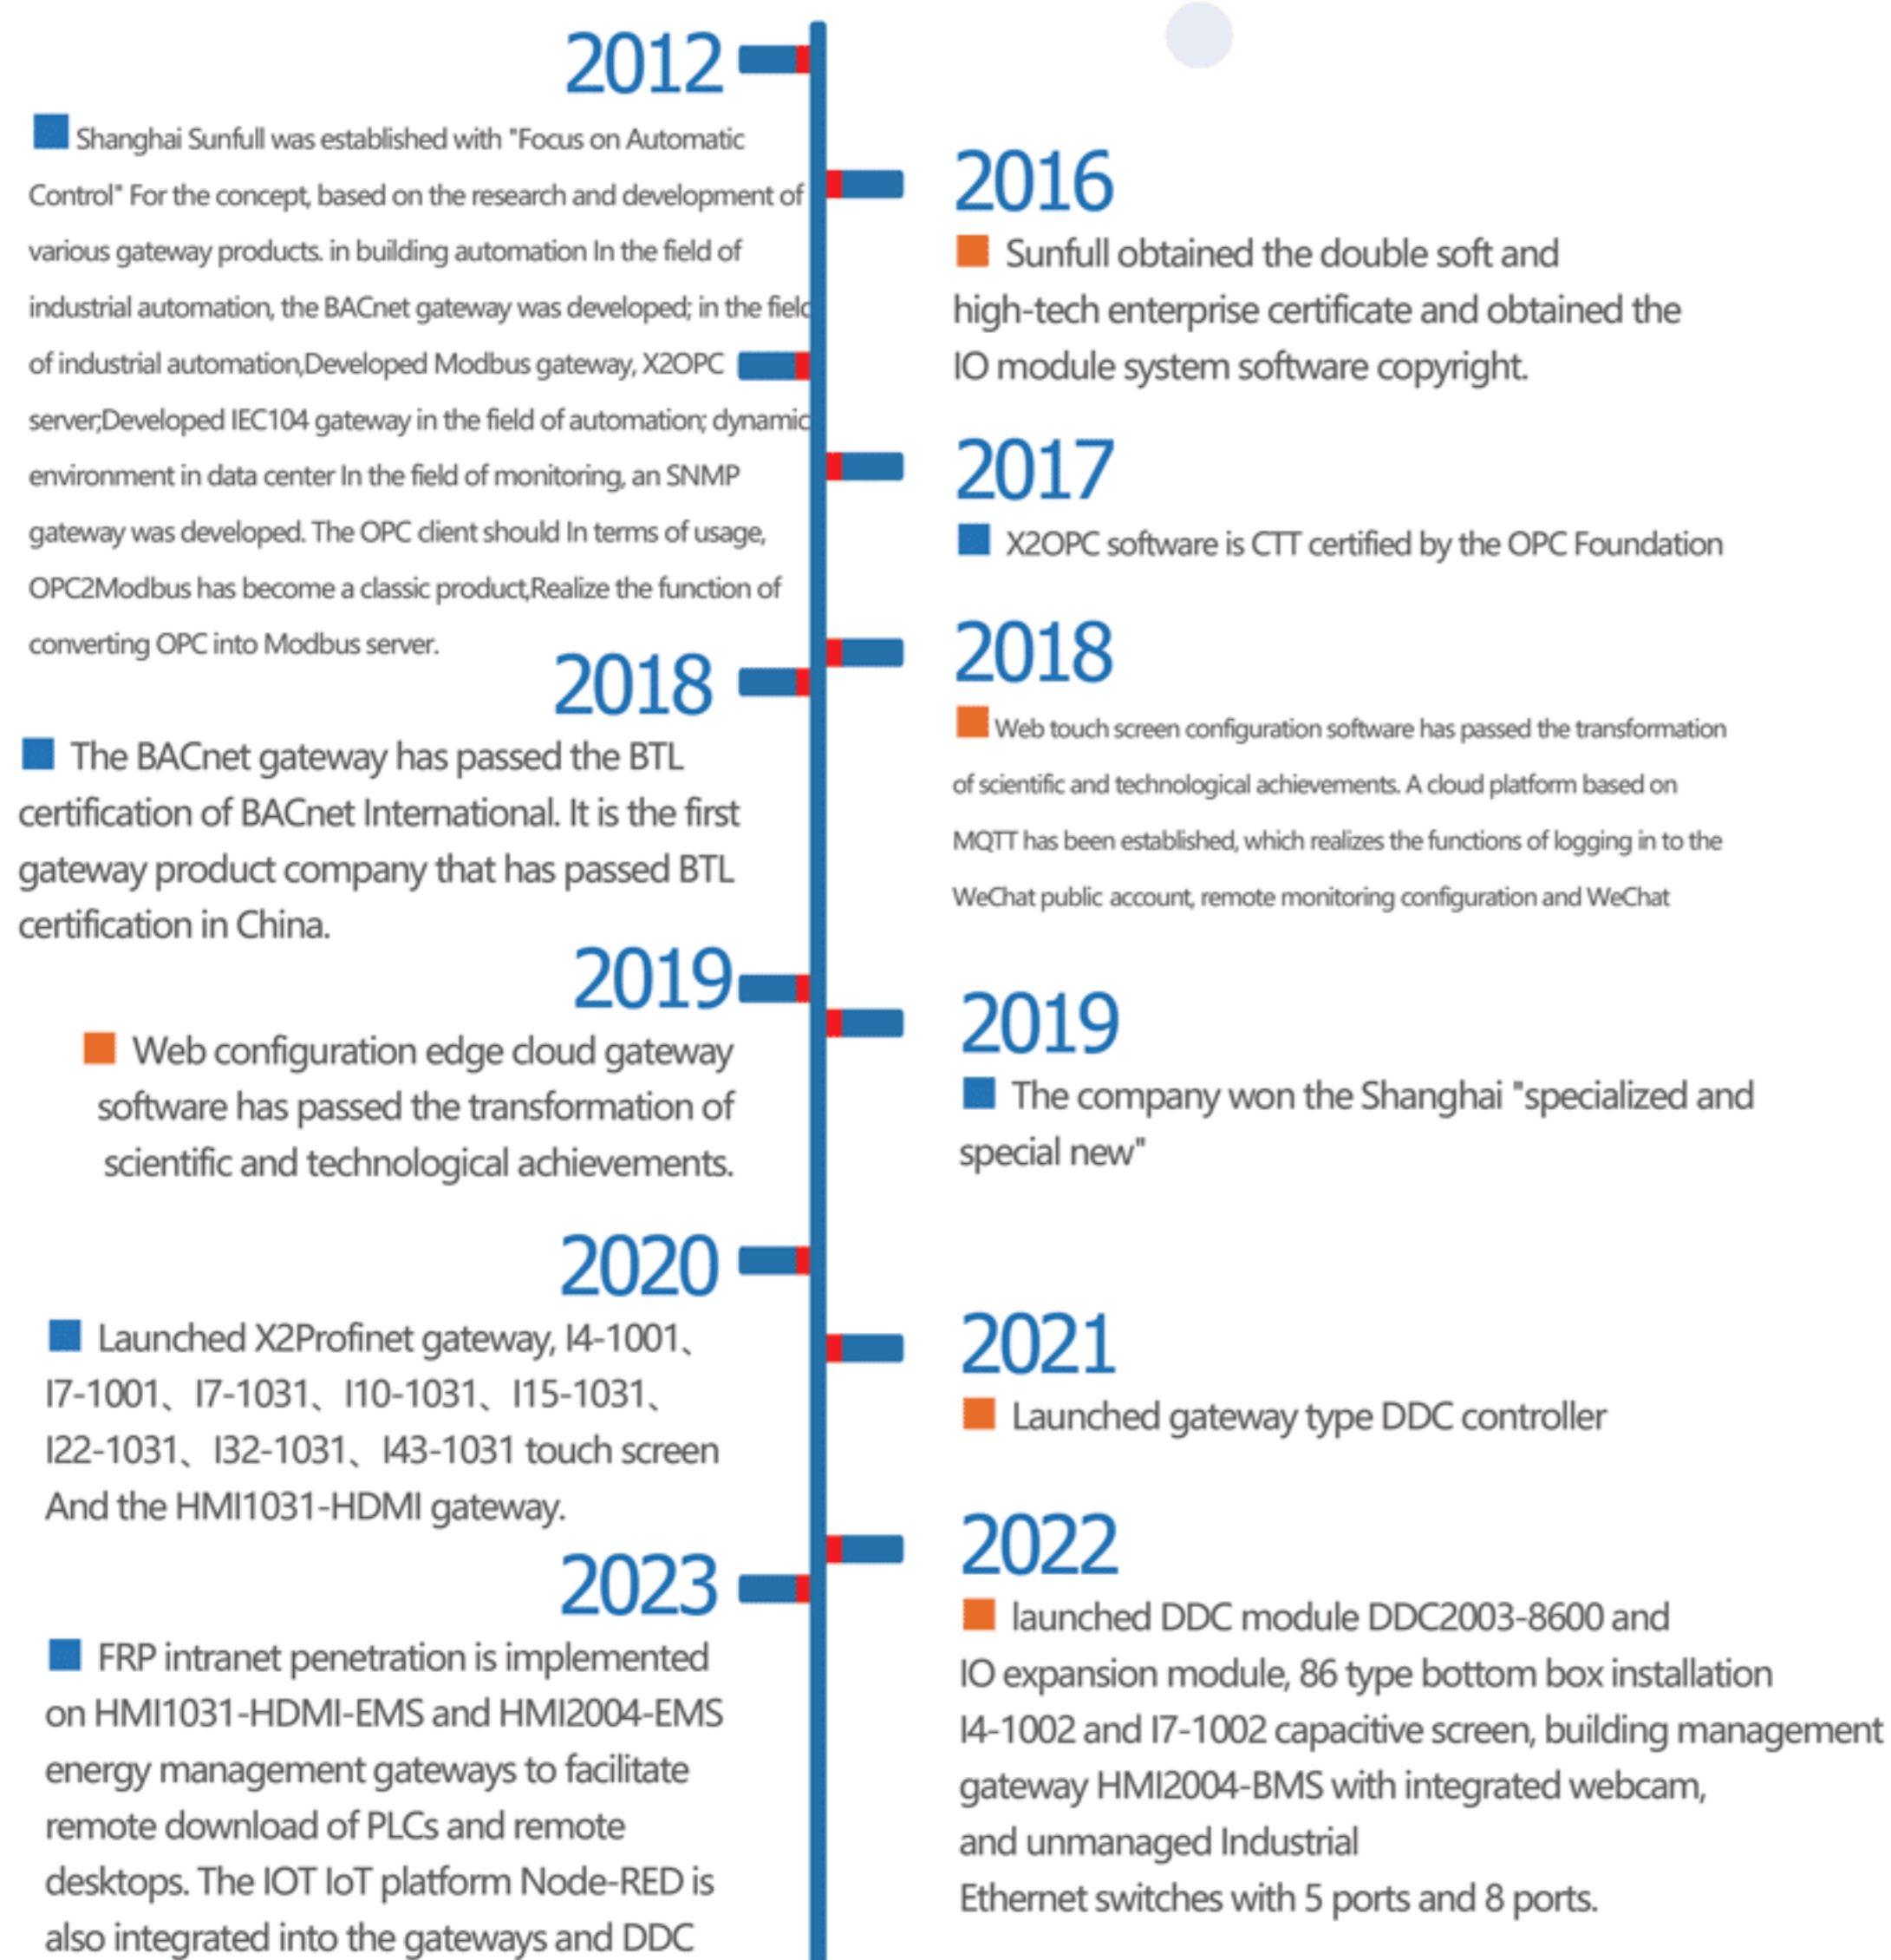 2012
Shanghai Sunfull was established with "Focus on Automatic
Control" For the concept, based on the research and development of
various gateway products. in building automation In the field of
industrial automation, the BACnet gateway was developed; in the field
of industrial automation,Developed Modbus gateway, X2OPC
server;Developed IEC104 gateway in the field of automation; dynamic
environment in data center In the field of monitoring, an SNMP
gateway was developed. The OPC client should In terms of usage,
OPC2Modbus has become a classic product,Realize the function of
converting OPC into Modbus server.
2016
Sunfull obtained the double soft and
high-tech enterprise certificate and obtained the
IO module system software copyright.
2017
X2OPC software is CTT certified by the OPC Foundation
2018
The BACnet gateway has passed the BTL
certification of BACnet International. It is the first
gateway product company that has passed BTL
certification in China.
2018
Web touch screen configuration software has passed the transformation
of scientific and technological achievements. A cloud platform based on
MQTT has been established, which realizes the functions of logging in to the
WeChat public account, remote monitoring configuration and WeChat
2019
Web configuration edge cloud gateway
software has passed the transformation of
scientific and technological achievements.
2019
The company won the Shanghai "specialized and
special new"
2020
Launched X2Profinet gateway, I4-1001、
I7-1001、I7-1031、I10-1031、I15-1031、
I22-1031、I32-1031、I43-1031 touch screen
And the HMI1031-HDMI gateway.
2021
Launched gateway type DDC controller
2022
launched DDC module DDC2003-8600 and
IO expansion module, 86 type bottom box installation
I4-1002 and I7-1002 capacitive screen, building management
gateway HMI2004-BMS with integrated webcam,
and unmanaged Industrial
Ethernet switches with 5 ports and 8 ports.
2023
FRP intranet penetration is implemented
on HMI1031-HDMI-EMS and HMI2004-EMS
energy management gateways to facilitate
remote download of PLCs and remote
desktops. The IOT IoT platform Node-RED is
also integrated into the gateways and DDC